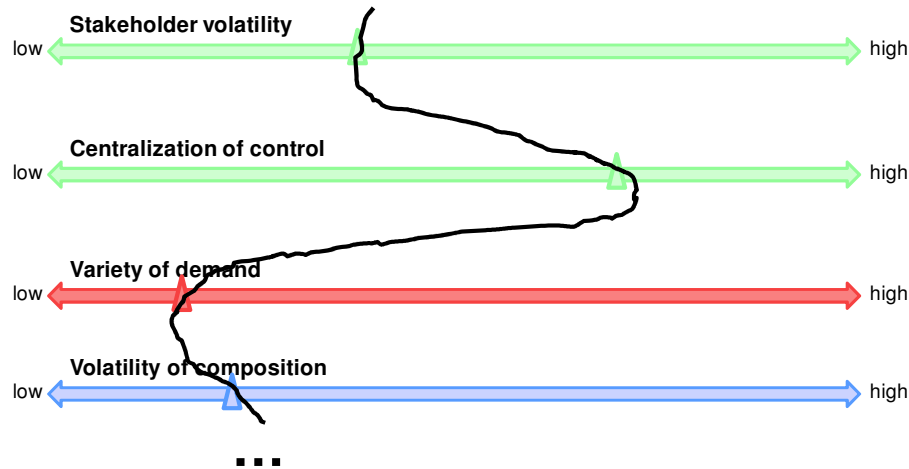 Stakeholder volatility
low high
Centralization of control
low high
Variety of demand
low high
Volatility of composition
low high
...